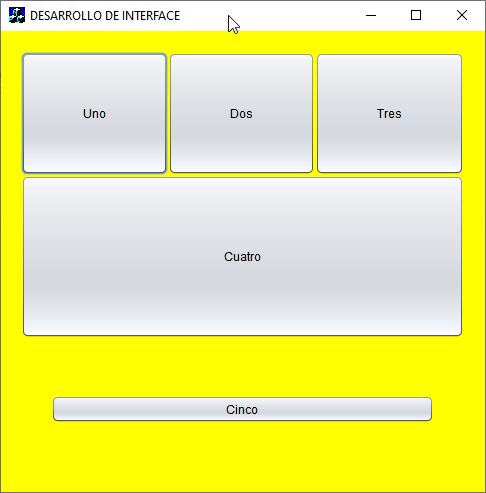 DESARROLLO DE INTERFACE
Uno Dos Tres
Cuatro
Cinco